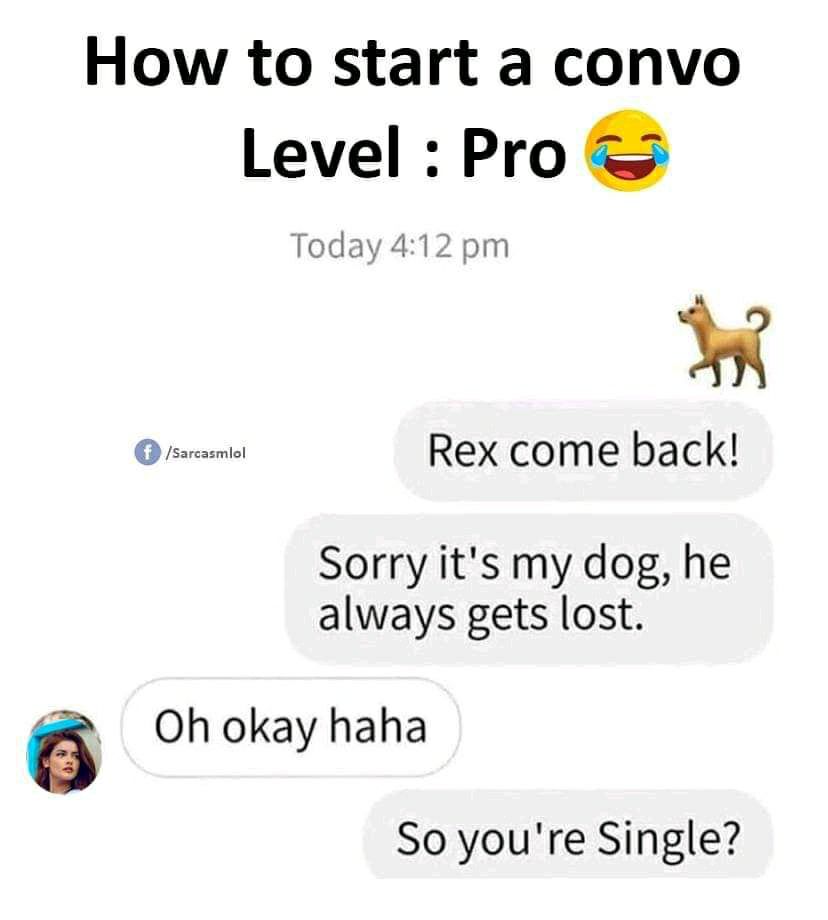 How to start a convo
Level : Pro 😂
Today 4:12 pm
🐕
/Sarcasmlol
Rex come back!
Sorry it's my dog, he
always gets lost.
Oh okay haha
So you're Single?